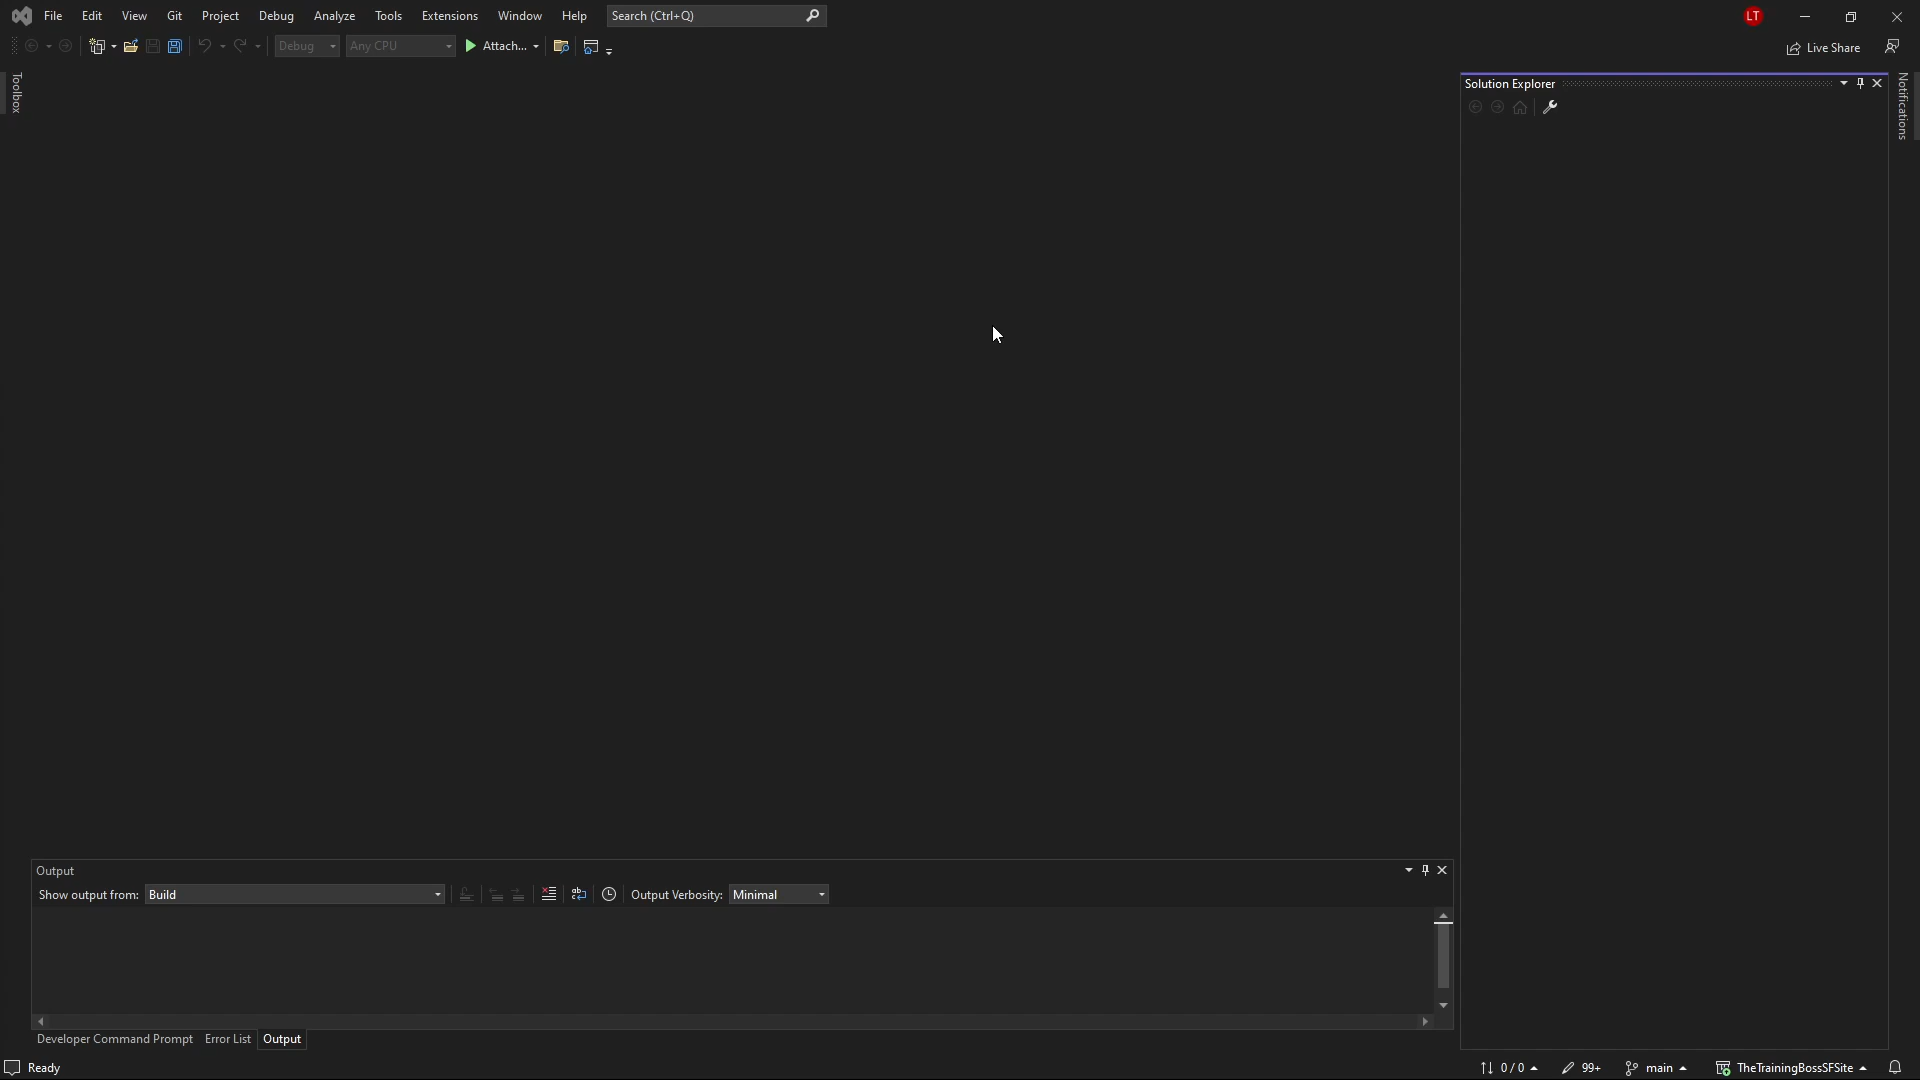 File Edit View Git Project Debug Analyze Tools Extensions Window Help Search (Ctrl+Q) LT
Debug Any CPU Attach... Live Share
Toolbox
Solution Explorer
Notifications
Output
Show output from: Build Output Verbosity: Minimal
Developer Command Prompt Error List Output
Ready 0 / 0 99+ main TheTrainingBossSFSite